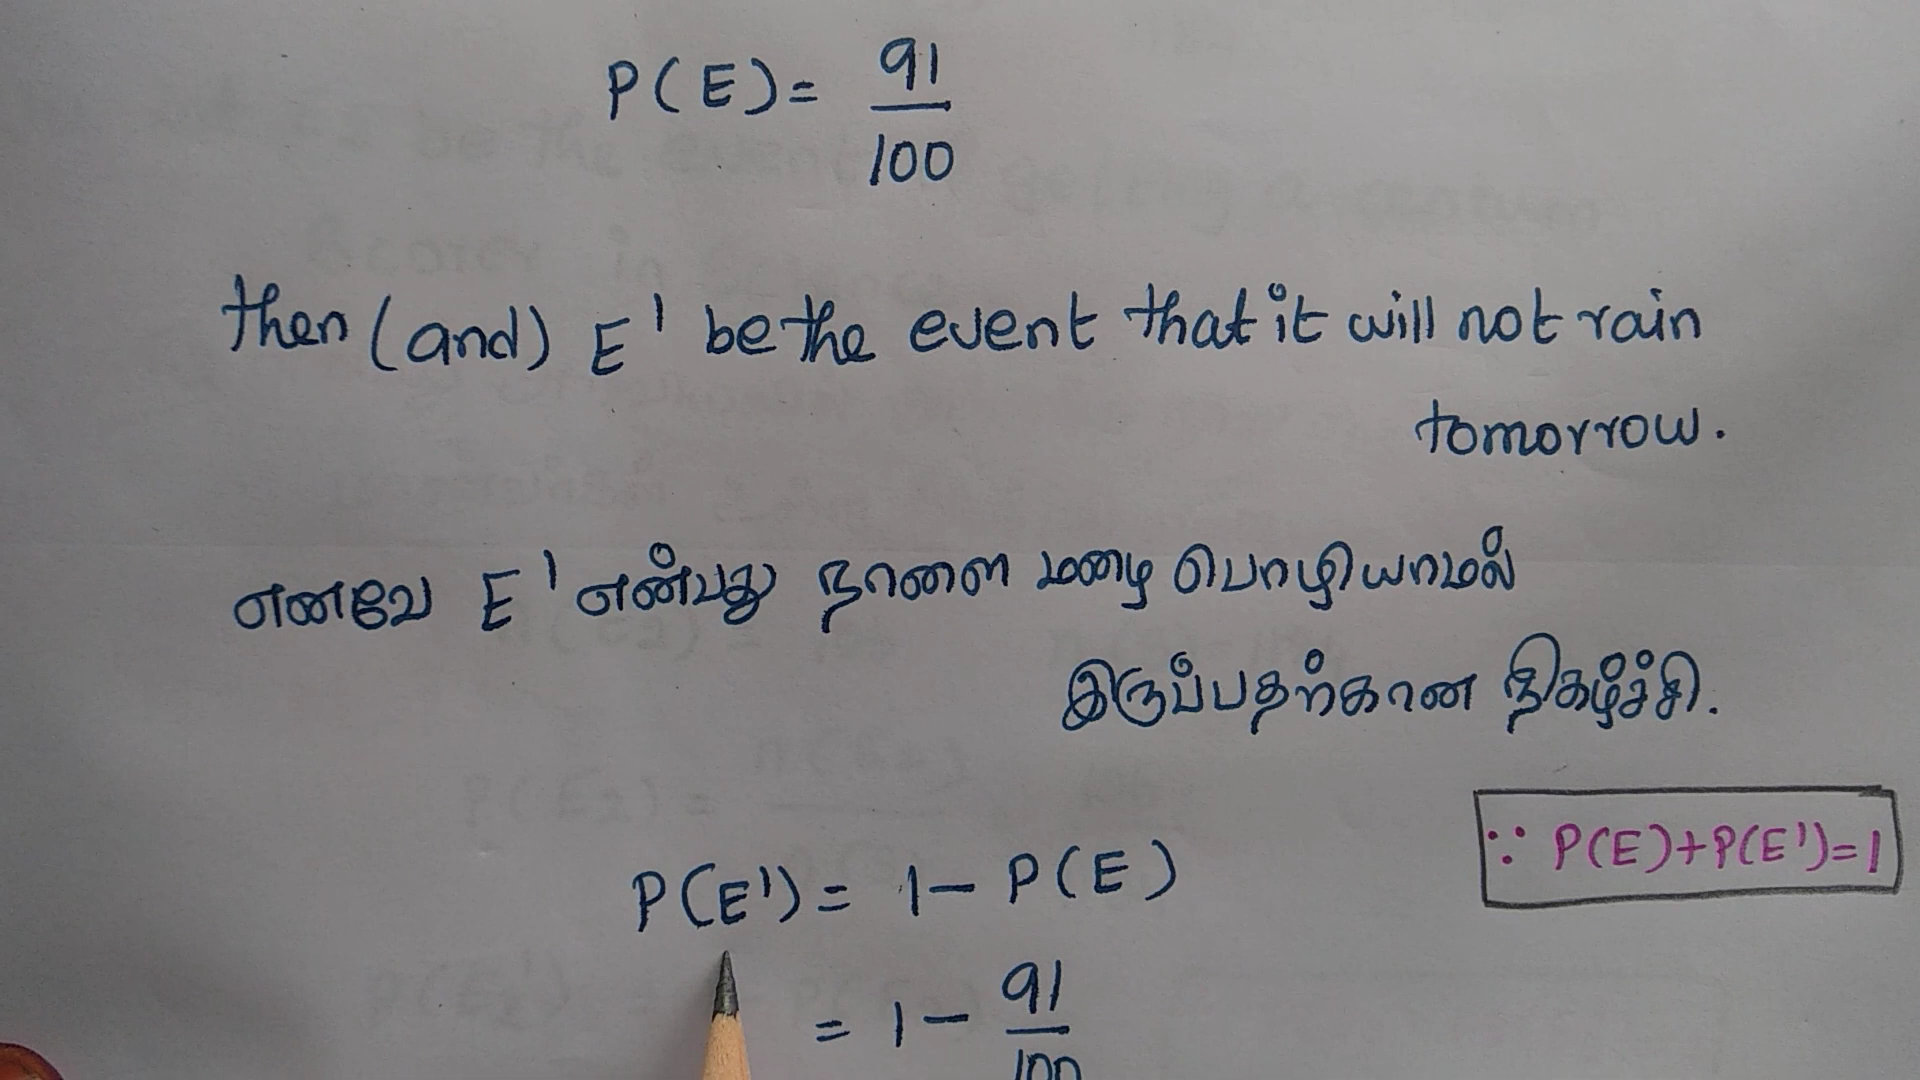 P(E) = 91/100
then (and) E' be the event that it will not rain
tomorrow.
எனவே E' என்பது நாளை மழை பொழியாமல்
இருப்பதற்கான நிகழ்ச்சி.
∵ P(E)+P(E')=1
P(E') = 1 - P(E)
= 1 - 91/100